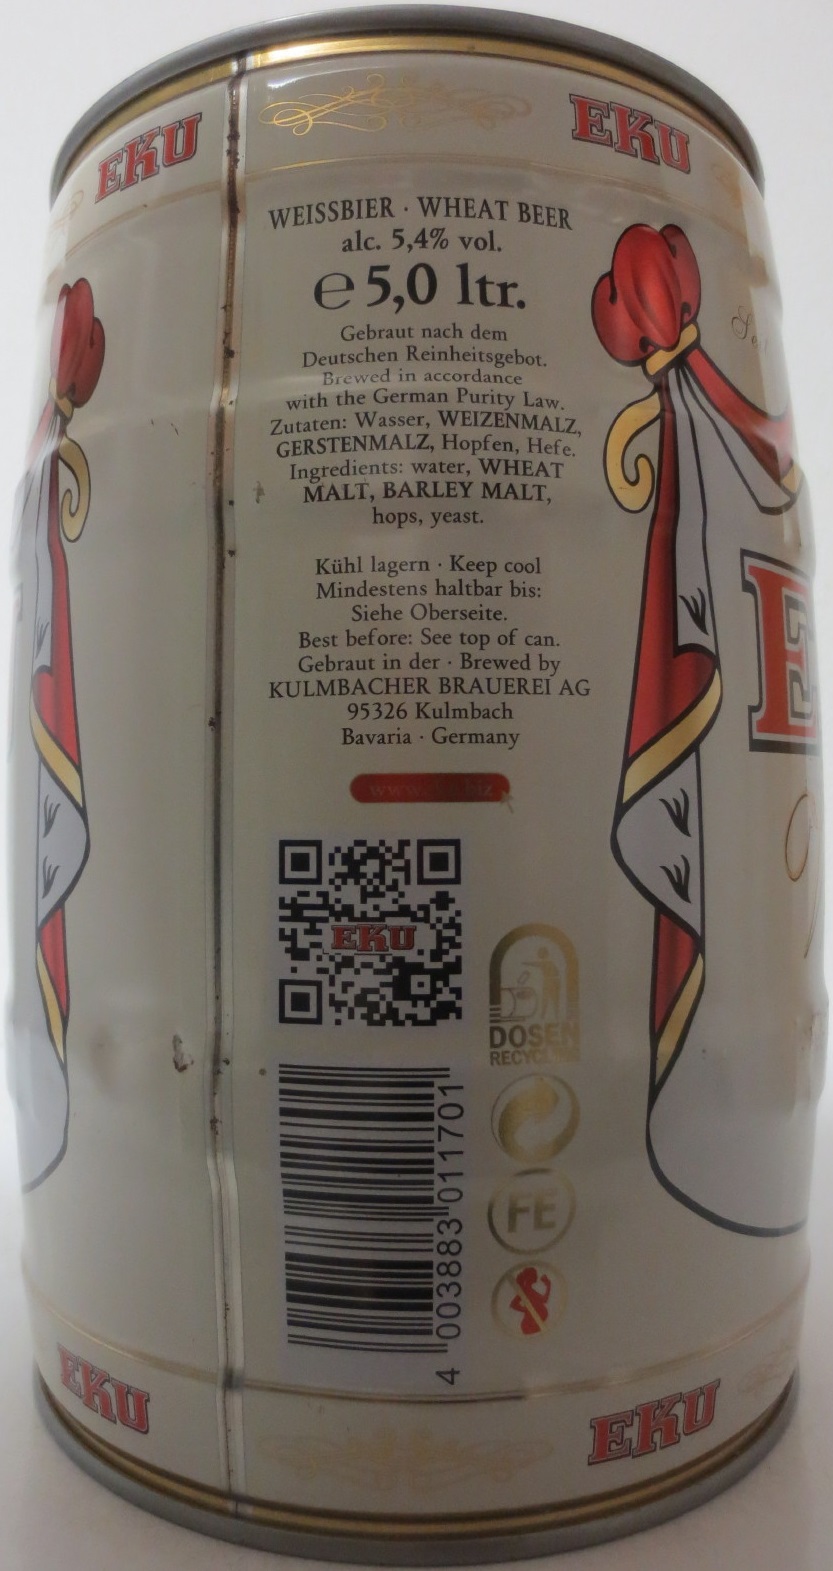 EKU
EKU
WEISSBIER · WHEAT BEER
alc. 5,4% vol.
℮ 5,0 ltr.
Gebraut nach dem
Deutschen Reinheitsgebot.
Brewed in accordance
with the German Purity Law.
Zutaten: Wasser, WEIZENMALZ,
GERSTENMALZ, Hopfen, Hefe.
Ingredients: water, WHEAT
MALT, BARLEY MALT,
hops, yeast.
Kühl lagern · Keep cool
Mindestens haltbar bis:
Siehe Oberseite.
Best before: See top of can.
Gebraut in der · Brewed by
KULMBACHER BRAUEREI AG
95326 Kulmbach
Bavaria · Germany
EKU
DOSEN
RECYCLING
FE
4 003883 011701
EKU
EKU